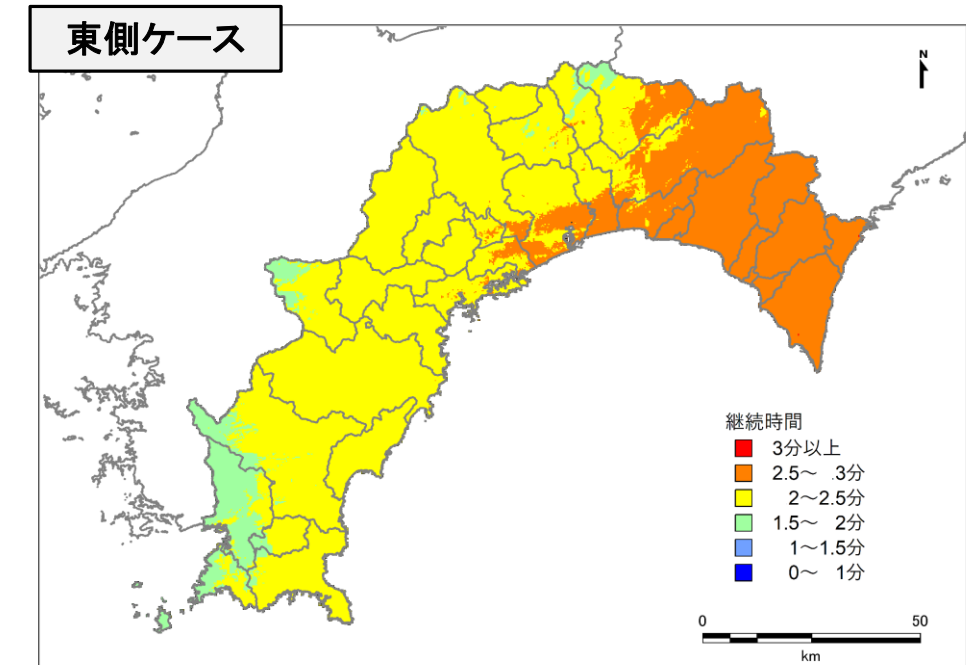 東側ケース
N
継続時間
3分以上
2.5～ .3分
2～2.5分
1.5～ 2分
1～1.5分
0～ 1分
0 50
km